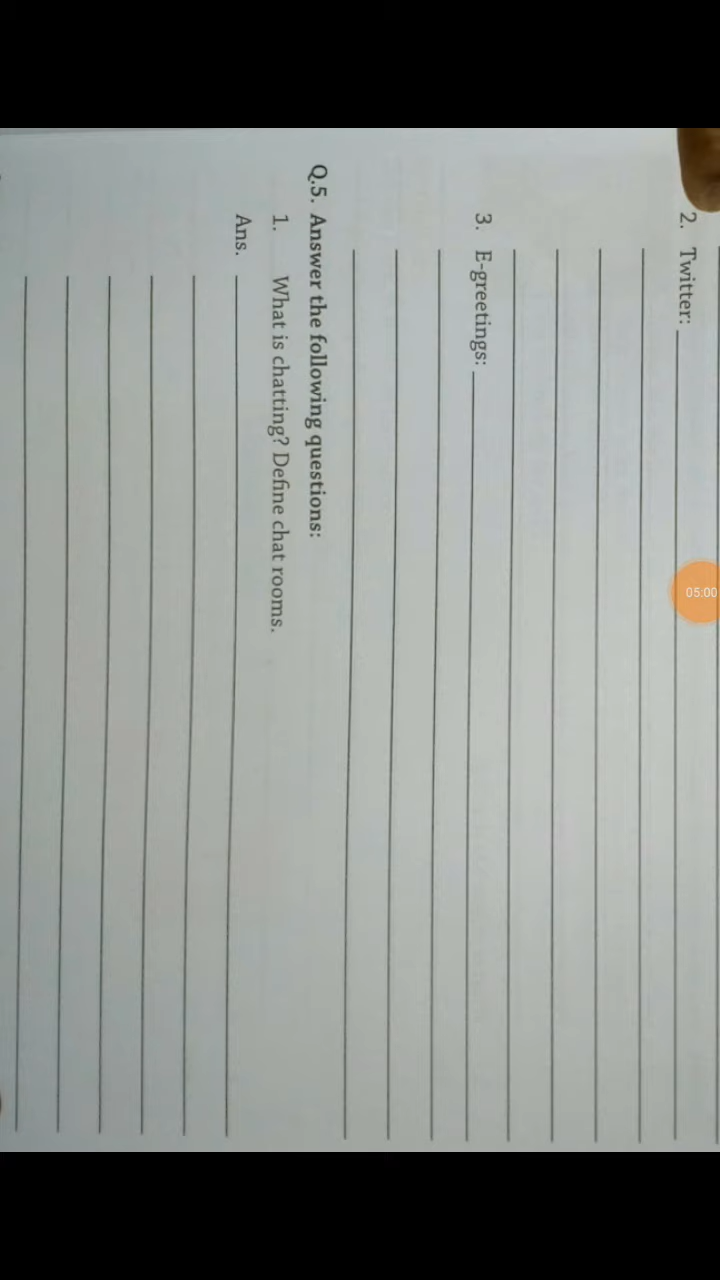 2. Twitter:
3. E-greetings:
Q.5. Answer the following questions:
1. What is chatting? Define chat rooms.
Ans.
05:00